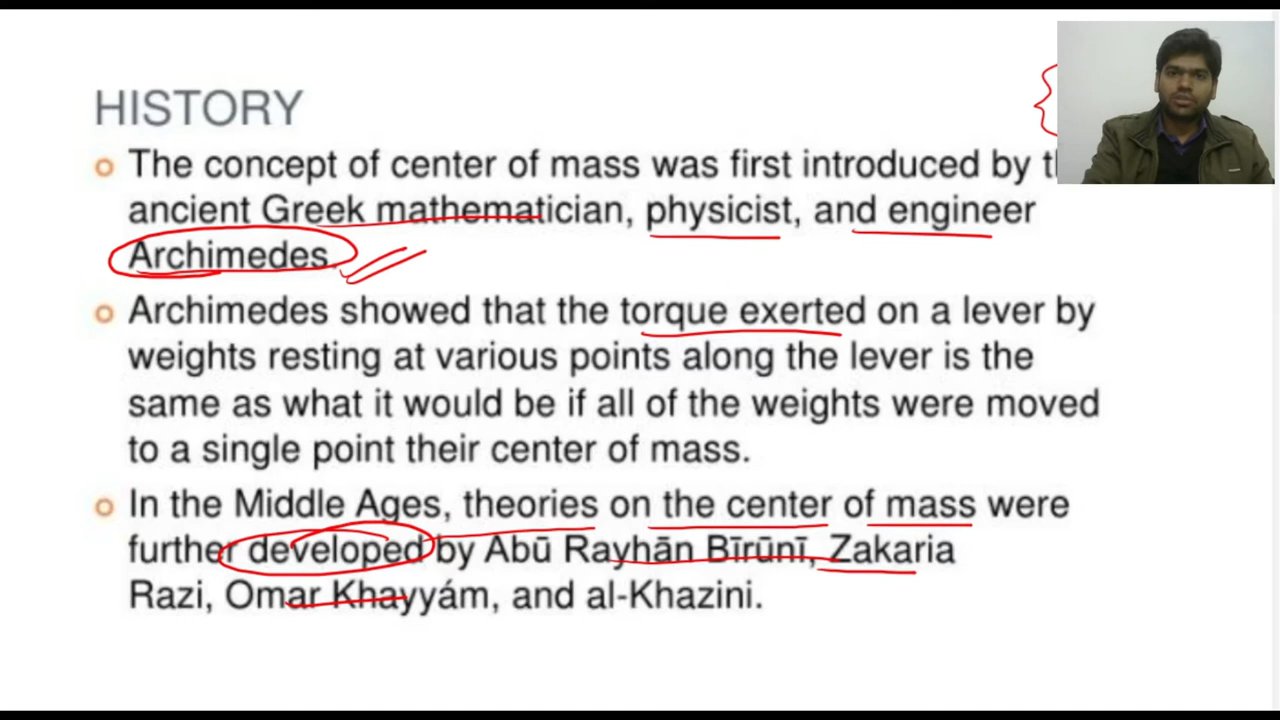 HISTORY
The concept of center of mass was first introduced by
ancient Greek mathematician, physicist, and engineer
Archimedes.
Archimedes showed that the torque exerted on a lever by
weights resting at various points along the lever is the
same as what it would be if all of the weights were moved
to a single point their center of mass.
In the Middle Ages, theories on the center of mass were
further developed by Abū Rayhān Bīrūnī, Zakaria
Razi, Omar Khayyám, and al-Khazini.